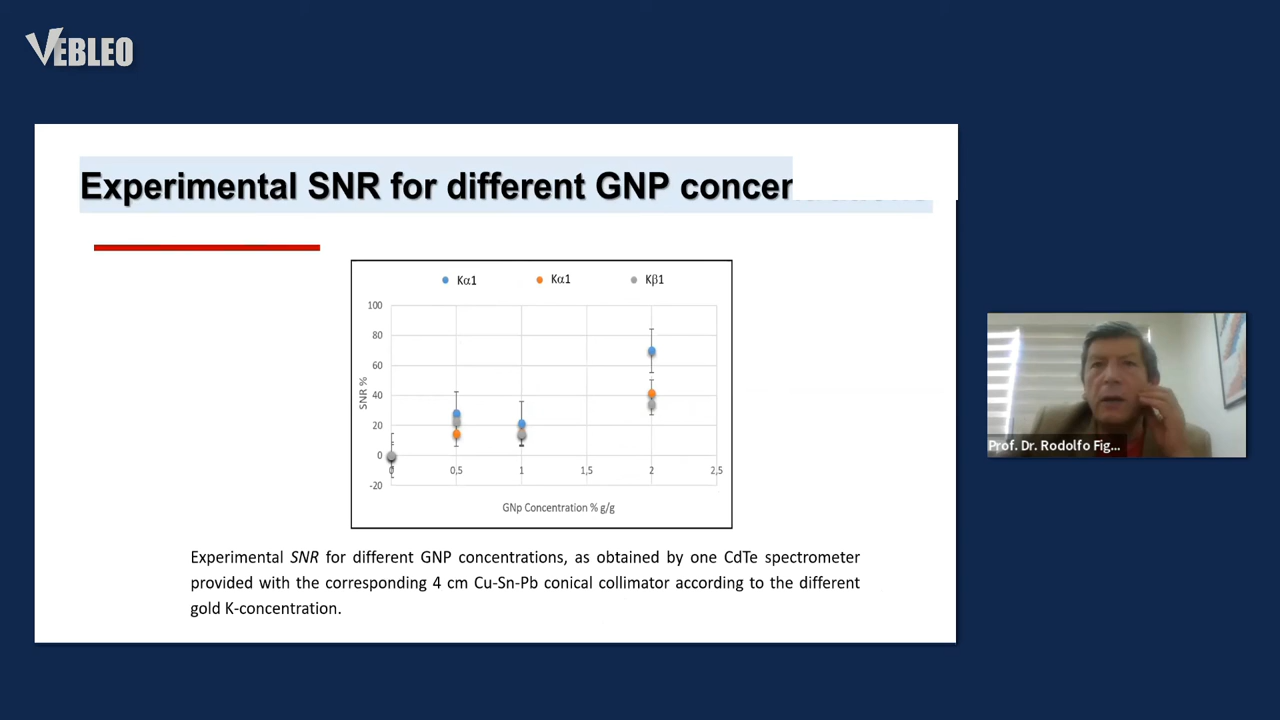 VEBLEO
Experimental SNR for different GNP concen
Kα1 Kα1 Kβ1
100
80
60
40
20
0
-20
SNR %
0 0,5 1 1,5 2 2,5
GNp Concentration % g/g
Experimental SNR for different GNP concentrations, as obtained by one CdTe spectrometer
provided with the corresponding 4 cm Cu-Sn-Pb conical collimator according to the different
gold K-concentration.
Prof. Dr. Rodolfo Fig...